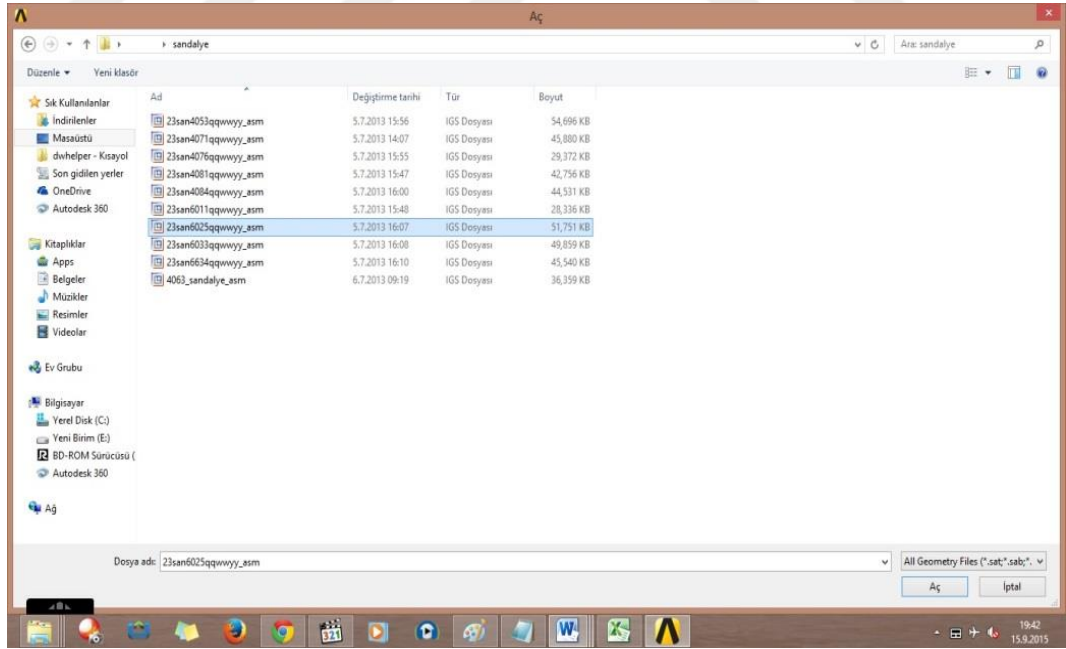 Aç
sandalye
Ara: sandalye
Düzenle Yeni klasör
Ad Değiştirme tarihi Tür Boyut
23san4053qqwwyy_asm 5.7.2013 15:56 IGS Dosyası 54,696 KB
23san4071qqwwyy_asm 5.7.2013 14:07 IGS Dosyası 45,880 KB
23san4076qqwwyy_asm 5.7.2013 15:55 IGS Dosyası 29,372 KB
23san4081qqwwyy_asm 5.7.2013 15:47 IGS Dosyası 42,756 KB
23san4084qqwwyy_asm 5.7.2013 16:00 IGS Dosyası 44,531 KB
23san6011qqwwyy_asm 5.7.2013 15:48 IGS Dosyası 28,336 KB
23san6025qqwwyy_asm 5.7.2013 16:07 IGS Dosyası 51,751 KB
23san6033qqwwyy_asm 5.7.2013 16:08 IGS Dosyası 49,859 KB
23san6634qqwwyy_asm 5.7.2013 16:10 IGS Dosyası 45,540 KB
4063_sandalye_asm 6.7.2013 09:19 IGS Dosyası 36,359 KB
Sık Kullanılanlar
İndirilenler
Masaüstü
dwhelper - Kısayol
Son gidilen yerler
OneDrive
Autodesk 360
Kitaplıklar
Apps
Belgeler
Müzikler
Resimler
Videolar
Ev Grubu
Bilgisayar
Yerel Disk (C:)
Yeni Birim (E:)
BD-ROM Sürücüsü (
Autodesk 360
Ağ
Dosya adı: 23san6025qqwwyy_asm
All Geometry Files (*.sat;*.sab;*.
Aç İptal
321
19:42
15.9.2015